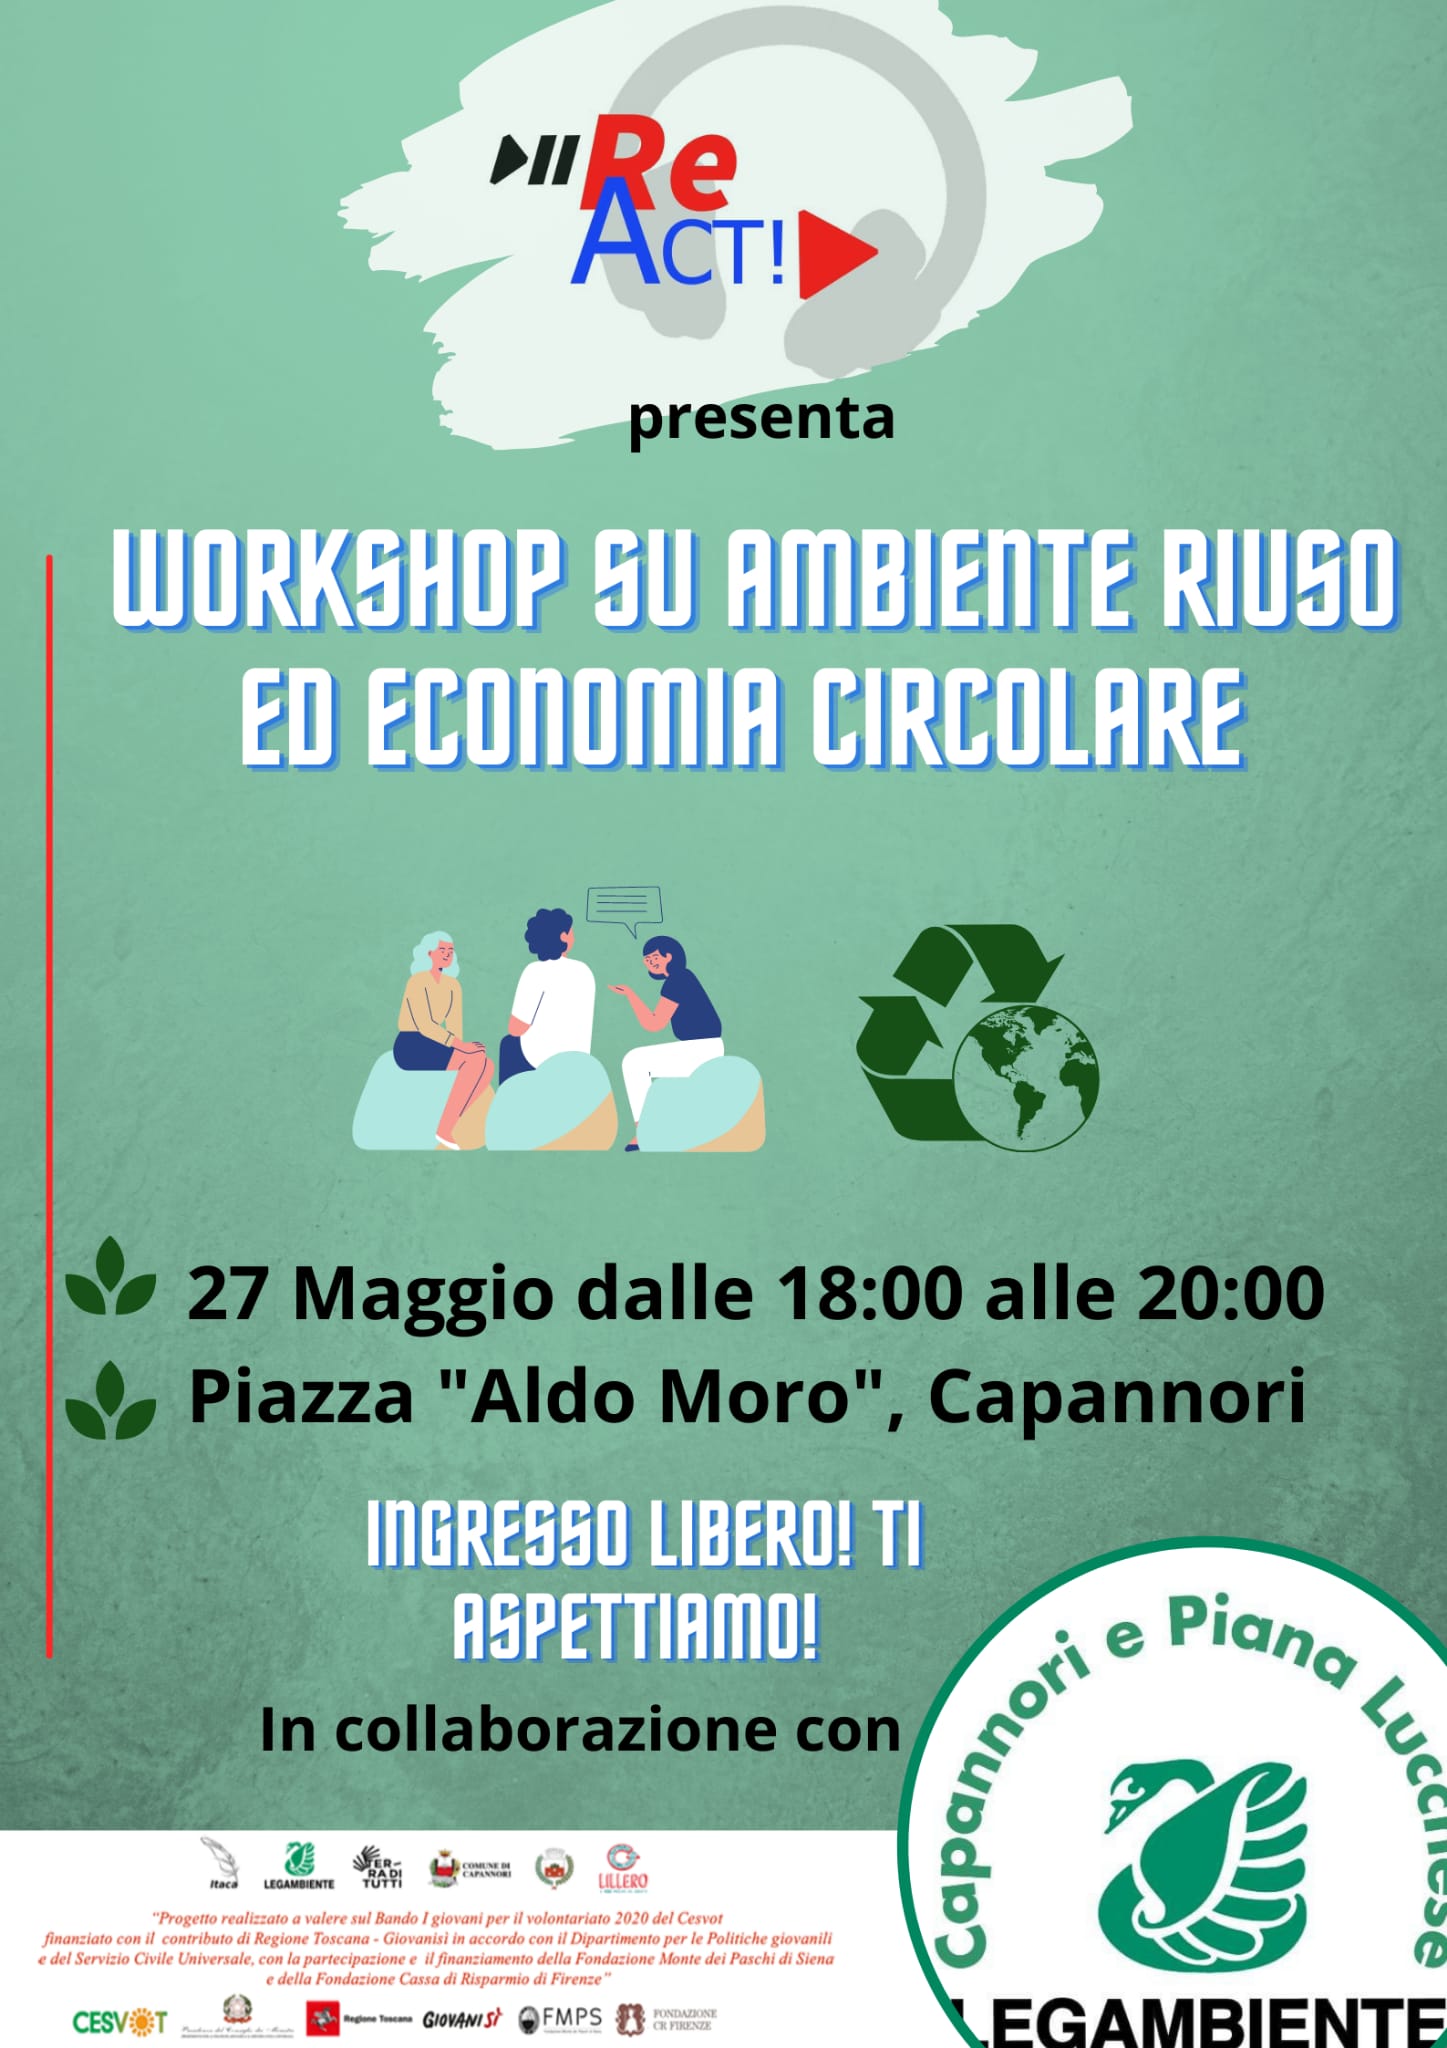 Re
ACT!
presenta
WORKSHOP SU AMBIENTE RIUSO
ED ECONOMIA CIRCOLARE
27 Maggio dalle 18:00 alle 20:00
Piazza "Aldo Moro", Capannori
INGRESSO LIBERO! TI
ASPETTIAMO!
In collaborazione con
Capannori e Piana Lucchese
LEGAMBIENTE
Itaca
LEGAMBIENTE
TER-
RA DI
TUTTI
COMUNE DI
CAPANNORI
LILLERO
"Progetto realizzato a valere sul Bando I giovani per il volontariato 2020 del Cesvot
finanziato con il contributo di Regione Toscana - Giovanisì in accordo con il Dipartimento per le Politiche giovanili
e del Servizio Civile Universale, con la partecipazione e il finanziamento della Fondazione Monte dei Paschi di Siena
e della Fondazione Cassa di Risparmio di Firenze"
CESVOT
Regione Toscana
GIOVANISÌ
FMPS
FONDAZIONE
CR FIRENZE